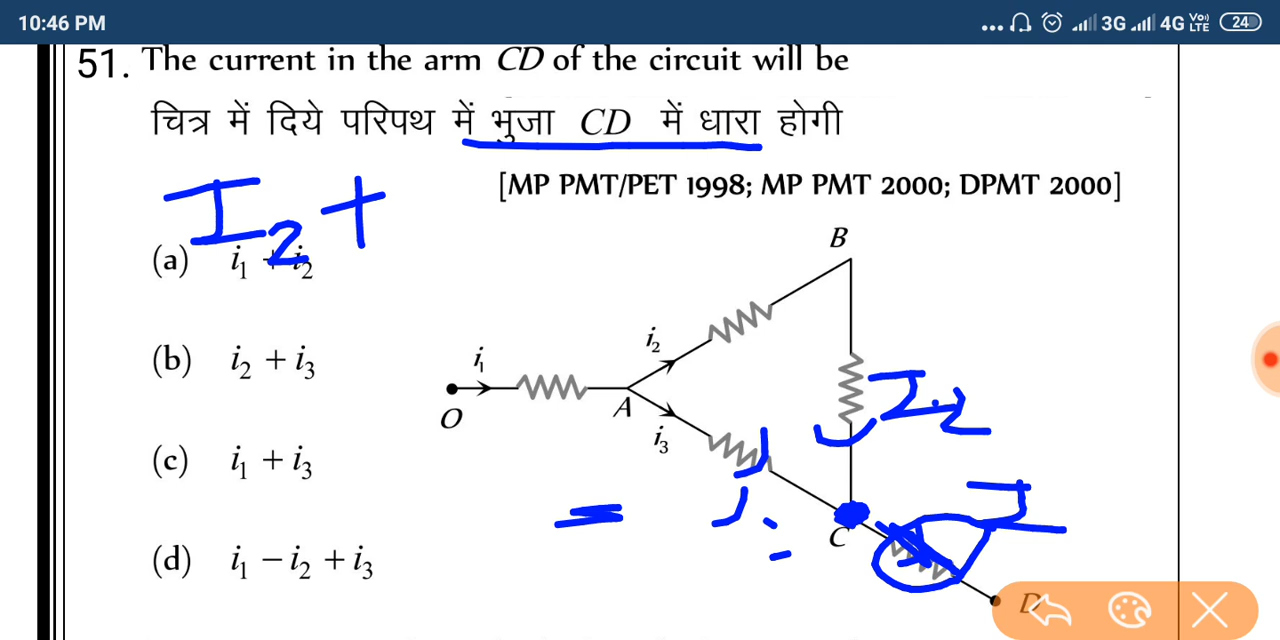 10:46 PM
... 3G 4G VoI) LTE 24
51. The current in the arm CD of the circuit will be
चित्र में दिये परिपथ में भुजा CD में धारा होगी
[MP PMT/PET 1998; MP PMT 2000; DPMT 2000]
I2 +
(a) i1 + i2
(b) i2 + i3
(c) i1 + i3
(d) i1 − i2 + i3
B
i2
i1
O
A
i3
I2
=
C
I
D